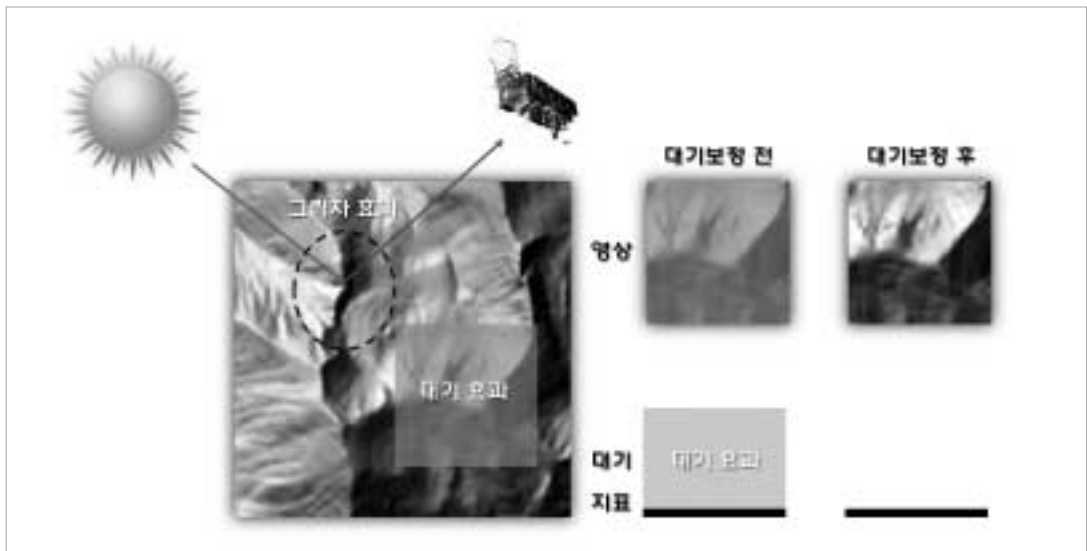 대기보정 전
대기보정 후
그림자 효과
영상
대기 효과
대기
대기 효과
지표